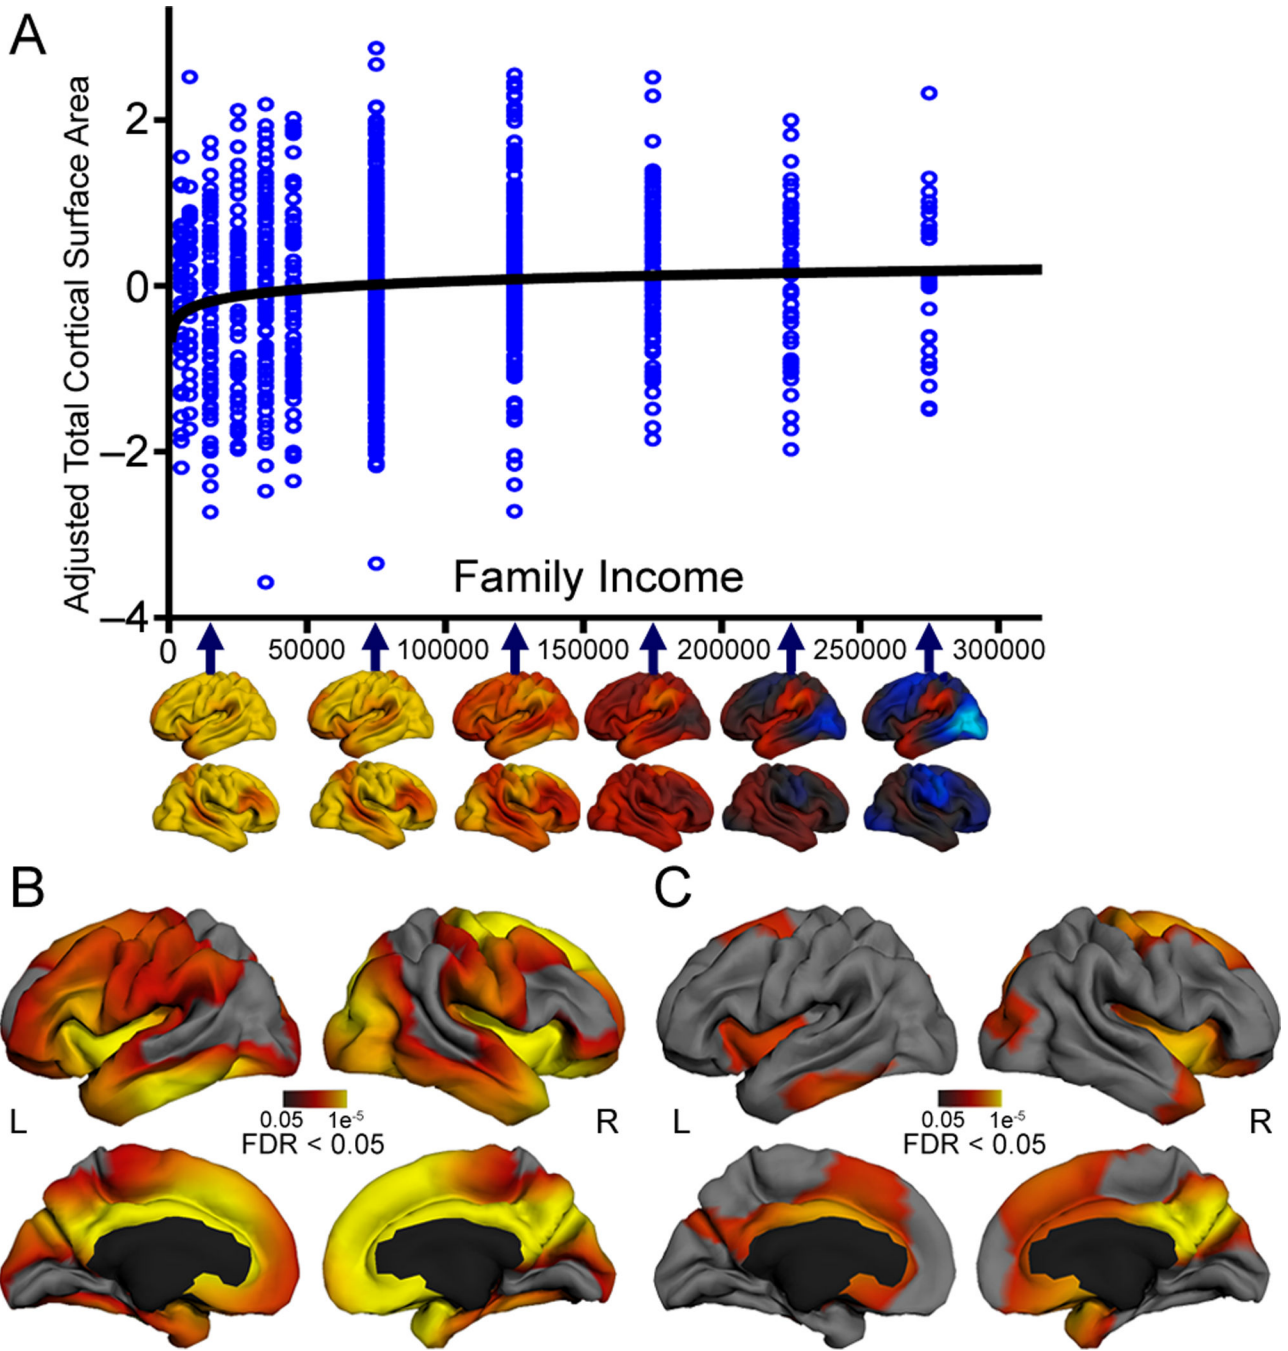 A
Adjusted Total Cortical Surface Area
2
0
–2
–4
Family Income
0 50000 100000 150000 200000 250000 300000
B
C
0.05 1e-5
FDR < 0.05
L
R
0.05 1e-5
FDR < 0.05
L
R